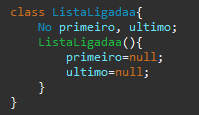 class ListaLigadaa{
No primeiro, ultimo;
ListaLigadaa(){
primeiro=null;
ultimo=null;
}
}